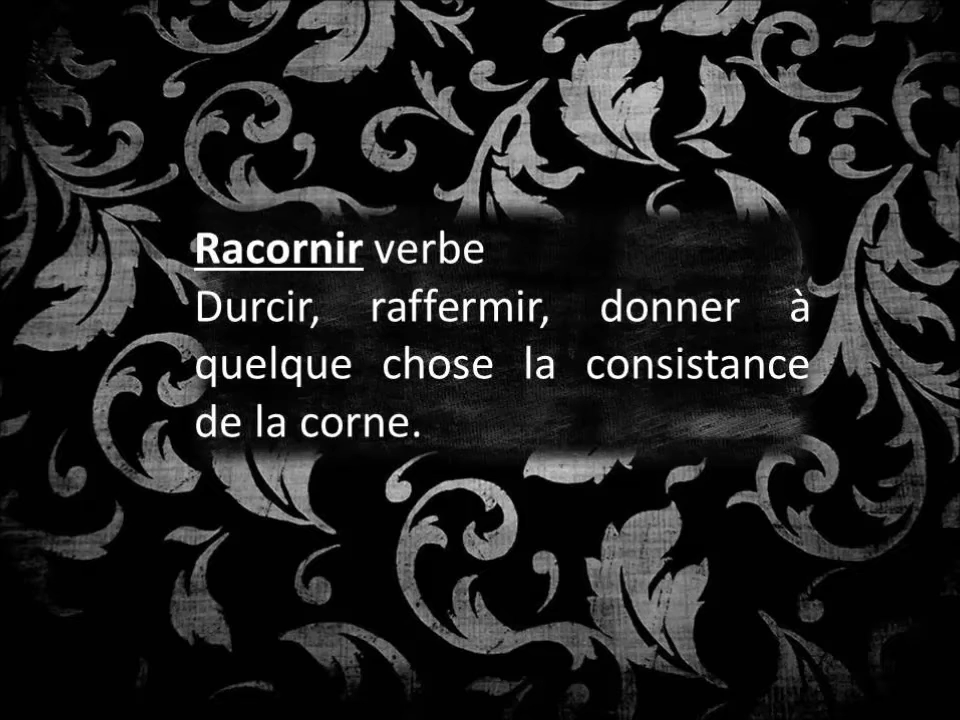 Racornir verbe
Durcir, raffermir, donner à
quelque chose la consistance
de la corne.